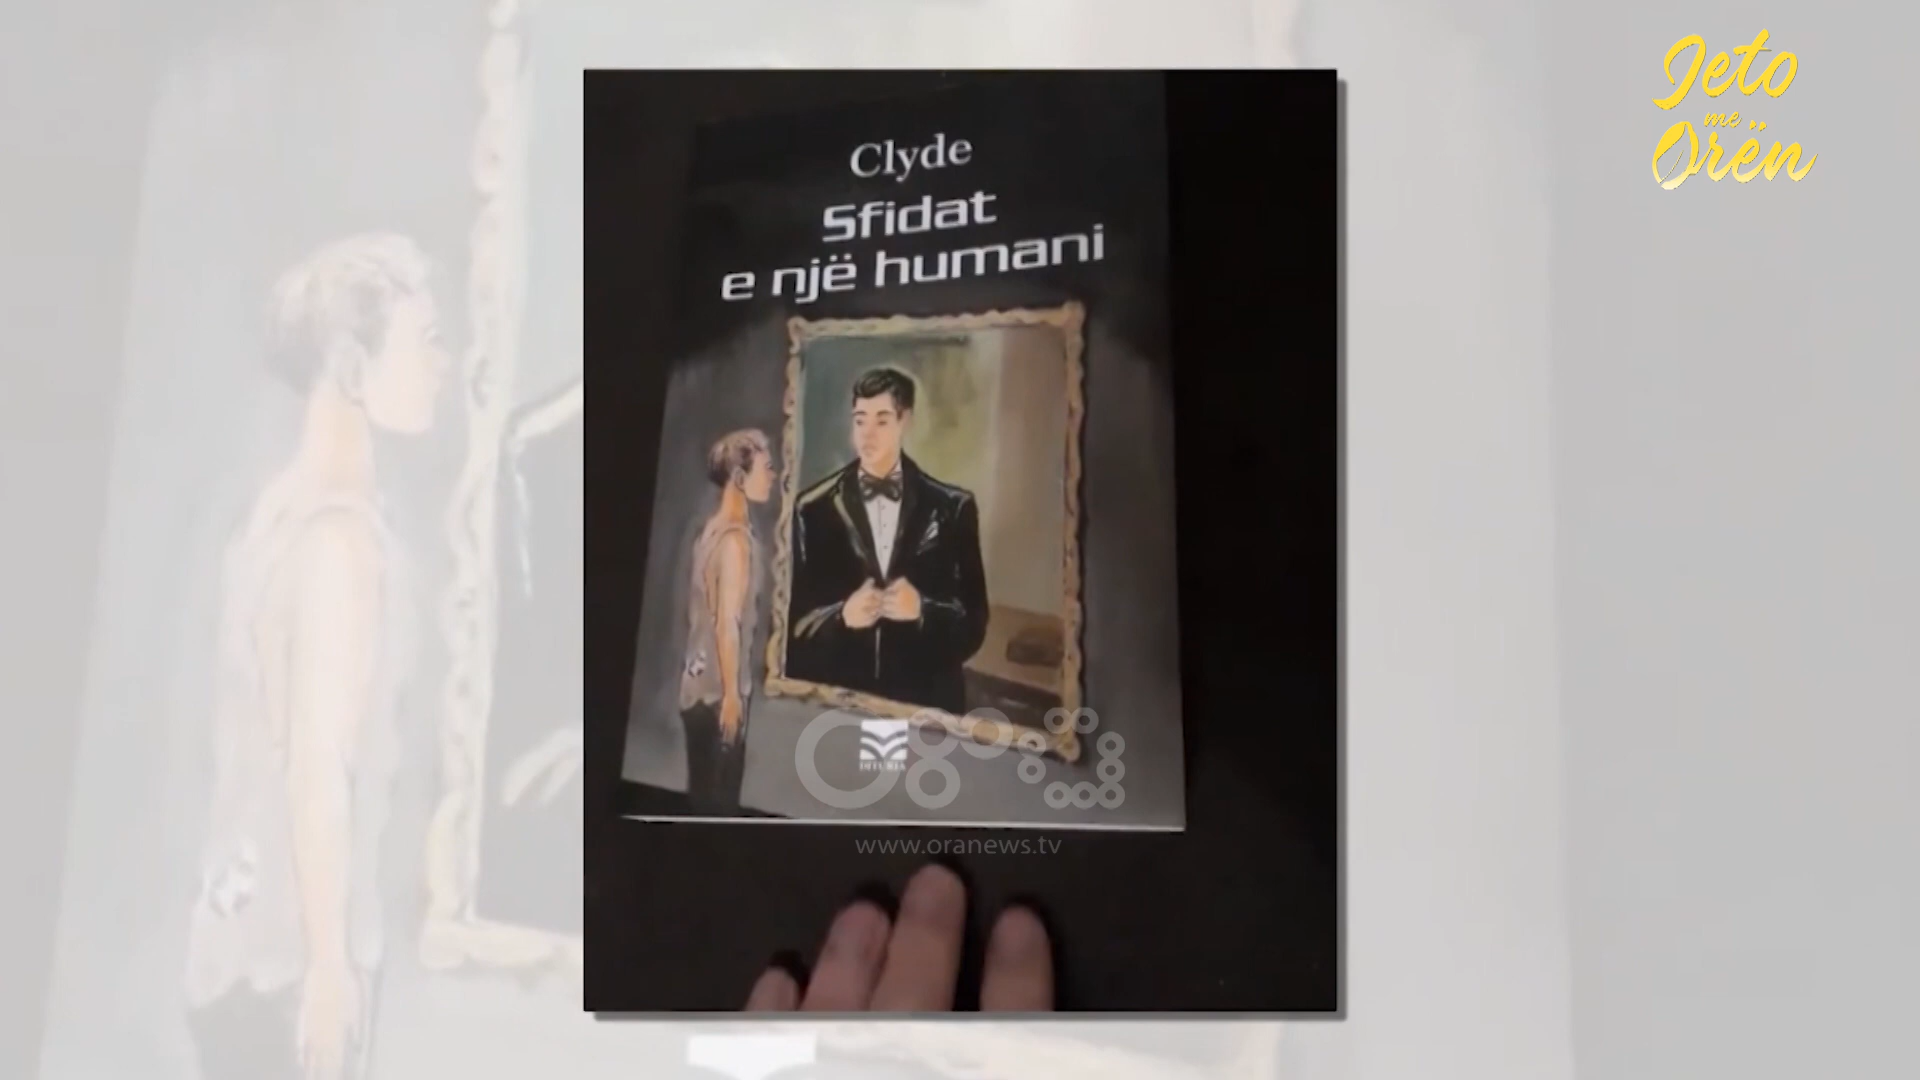 Jeto
me
Orën
Clyde
Sfidat
e një humani
DITURIA
www.oranews.tv